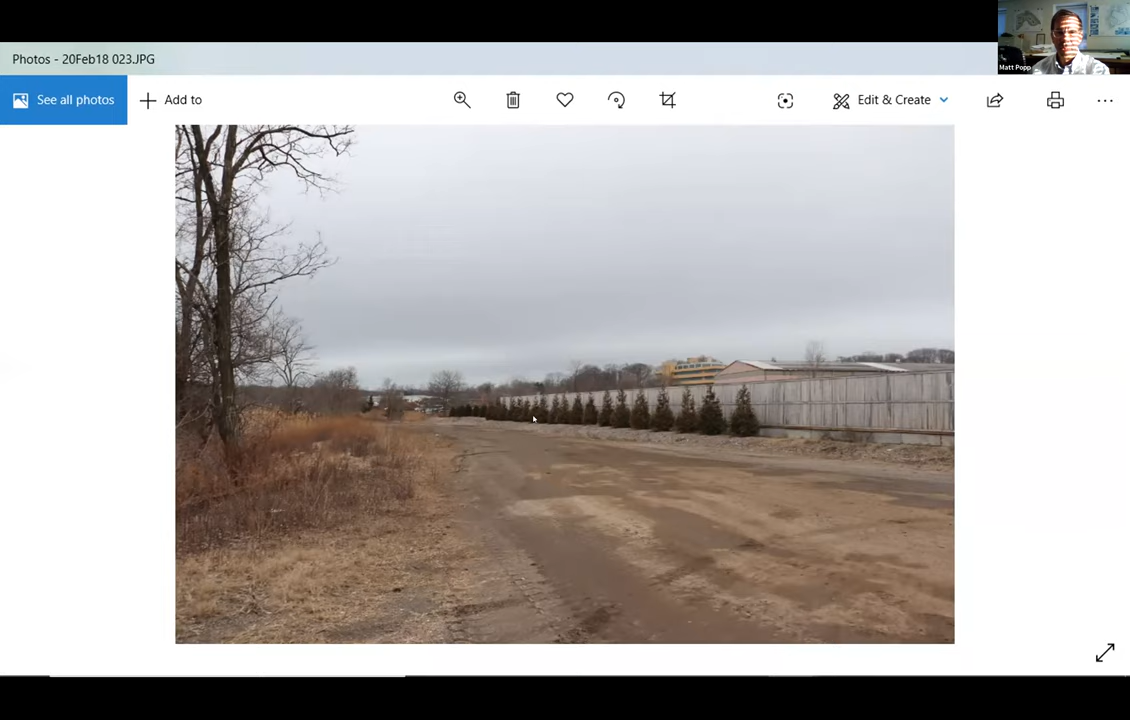 Photos - 20Feb18 023.JPG
Matt Popp
See all photos
Add to
Edit & Create